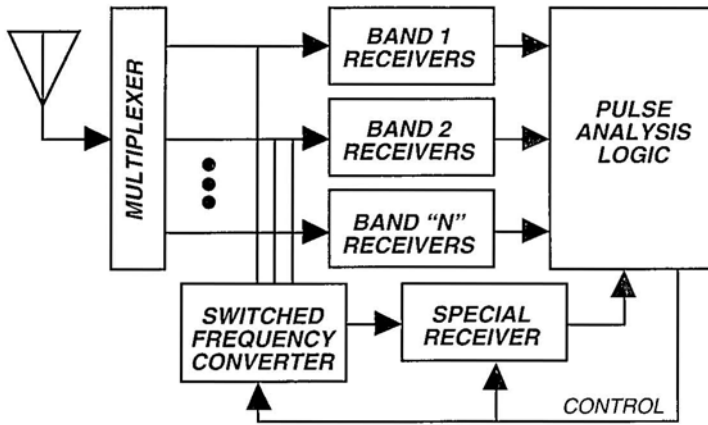 MULTIPLEXER
BAND 1
RECEIVERS
BAND 2
RECEIVERS
BAND "N"
RECEIVERS
PULSE
ANALYSIS
LOGIC
SWITCHED
FREQUENCY
CONVERTER
SPECIAL
RECEIVER
CONTROL